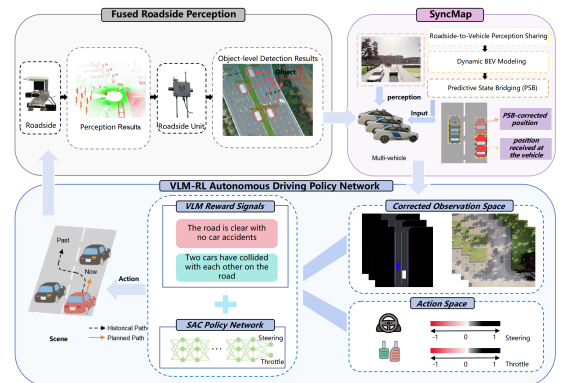 Fused Roadside Perception
Object-level Detection Results
Object
Roadside
Perception Results
Roadside Unit
SyncMap
Roadside-to-Vehicle Perception Sharing
Dynamic BEV Modeling
Predictive State Bridging (PSB)
perception
Input
Multi-vehicle
PSB-corrected
position
position
received at
the vehicle
VLM-RL Autonomous Driving Policy Network
Past
Now
Action
Scene
Historical Path
Planned Path
VLM Reward Signals
The road is clear with
no car accidents
Two cars have collided
with each other on the
road
SAC Policy Network
Steering
...
Throttle
Corrected Observation Space
Action Space
-1 0 1
Steering
-1 0 1
Throttle